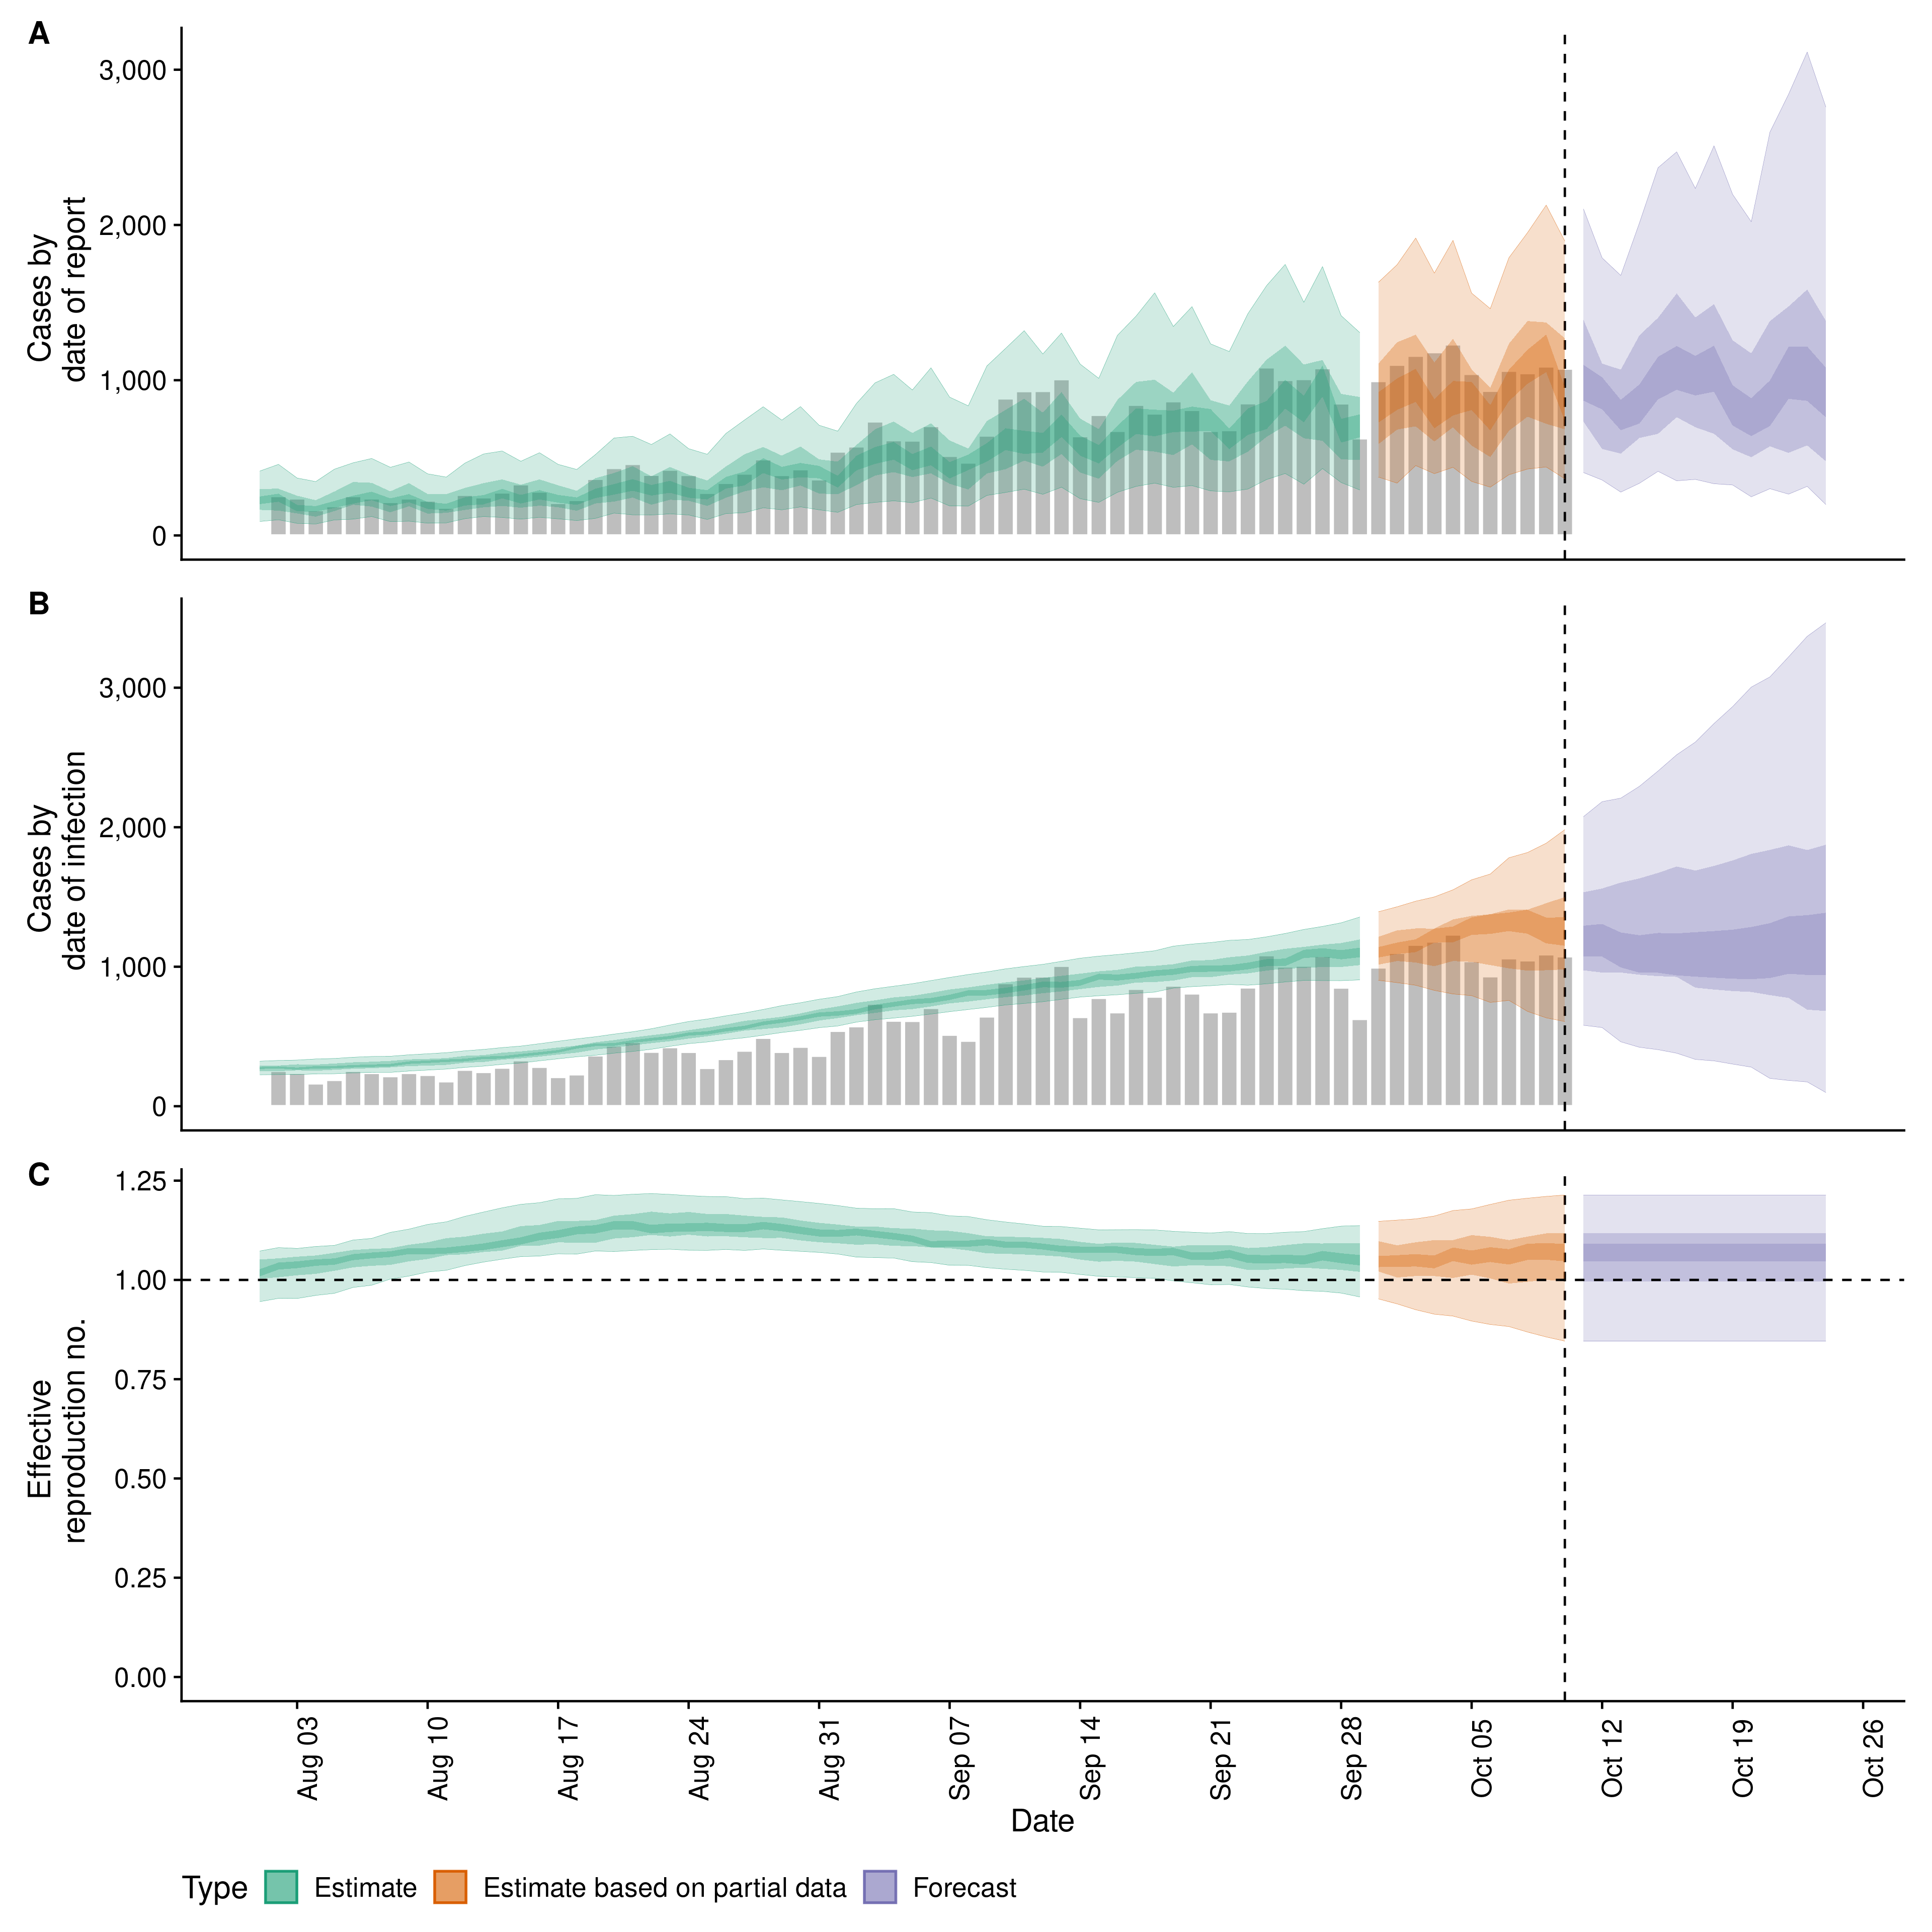 A
Cases by
date of report
3,000
2,000
1,000
0
B
Cases by
date of infection
3,000
2,000
1,000
0
C
Effective
reproduction no.
1.25
1.00
0.75
0.50
0.25
0.00
Aug 03
Aug 10
Aug 17
Aug 24
Aug 31
Sep 07
Sep 14
Sep 21
Sep 28
Oct 05
Oct 12
Oct 19
Oct 26
Date
Type Estimate Estimate based on partial data Forecast